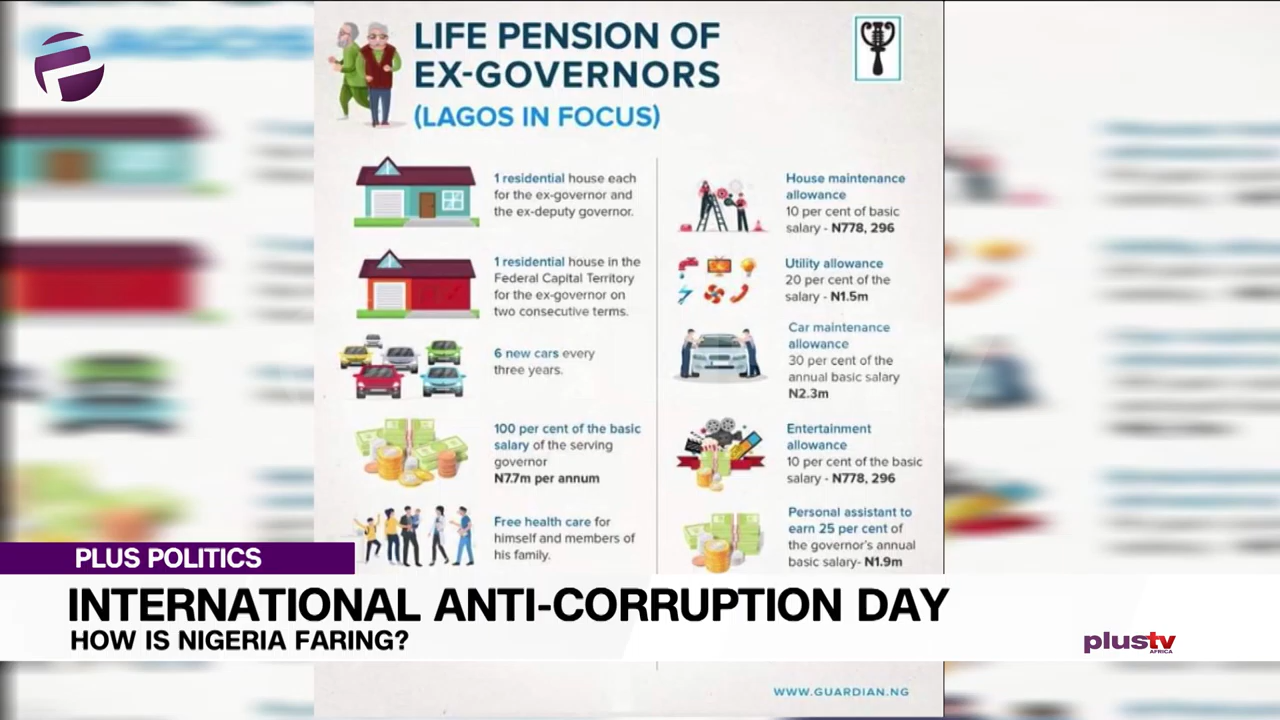 LIFE PENSION OF
EX-GOVERNORS
(LAGOS IN FOCUS)
1 residential house each
for the ex-governor and
the ex-deputy governor.
1 residential house in the
Federal Capital Territory
for the ex-governor on
two consecutive terms.
6 new cars every
three years.
100 per cent of the basic
salary of the serving
governor
N7.7m per annum
Free health care for
himself and members of
his family.
House maintenance
allowance
10 per cent of basic
salary - N778, 296
Utility allowance
20 per cent of the
salary - N1.5m
Car maintenance
allowance
30 per cent of the
annual basic salary
N2.3m
Entertainment
allowance
10 per cent of the basic
salary - N778, 296
Personal assistant to
earn 25 per cent of
the governor's annual
basic salary- N1.9m
PLUS POLITICS
INTERNATIONAL ANTI-CORRUPTION DAY
HOW IS NIGERIA FARING?
plustv
AFRICA
WWW.GUARDIAN.NG